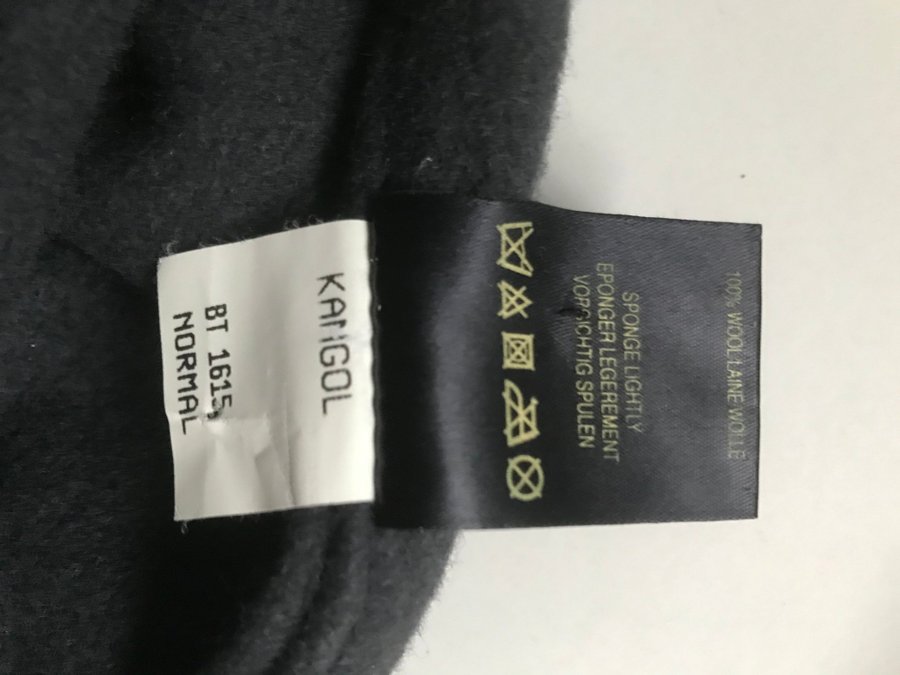 KANGOL
BT 1615
NORMAL
100% WOOL LAINE WOLLE
SPONGE LIGHTLY
EPONGER LEGEREMENT
VORSICHTIG SPULEN